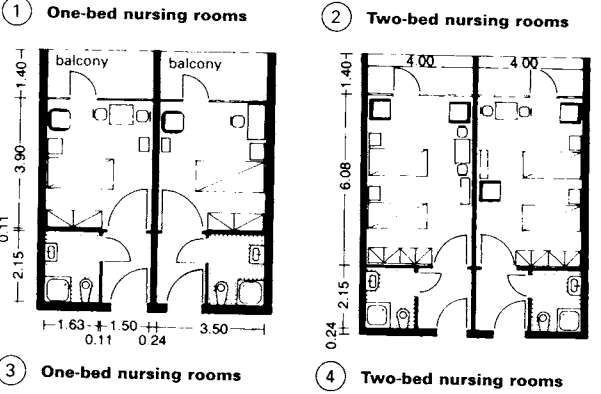 1 One-bed nursing rooms
2 Two-bed nursing rooms
balcony balcony
1.40
3.90
0.11
2.15
1.63 1.50 3.50
0.11 0.24
4.00 4.00
1.40
6.08
2.15
0.24
3 One-bed nursing rooms
4 Two-bed nursing rooms